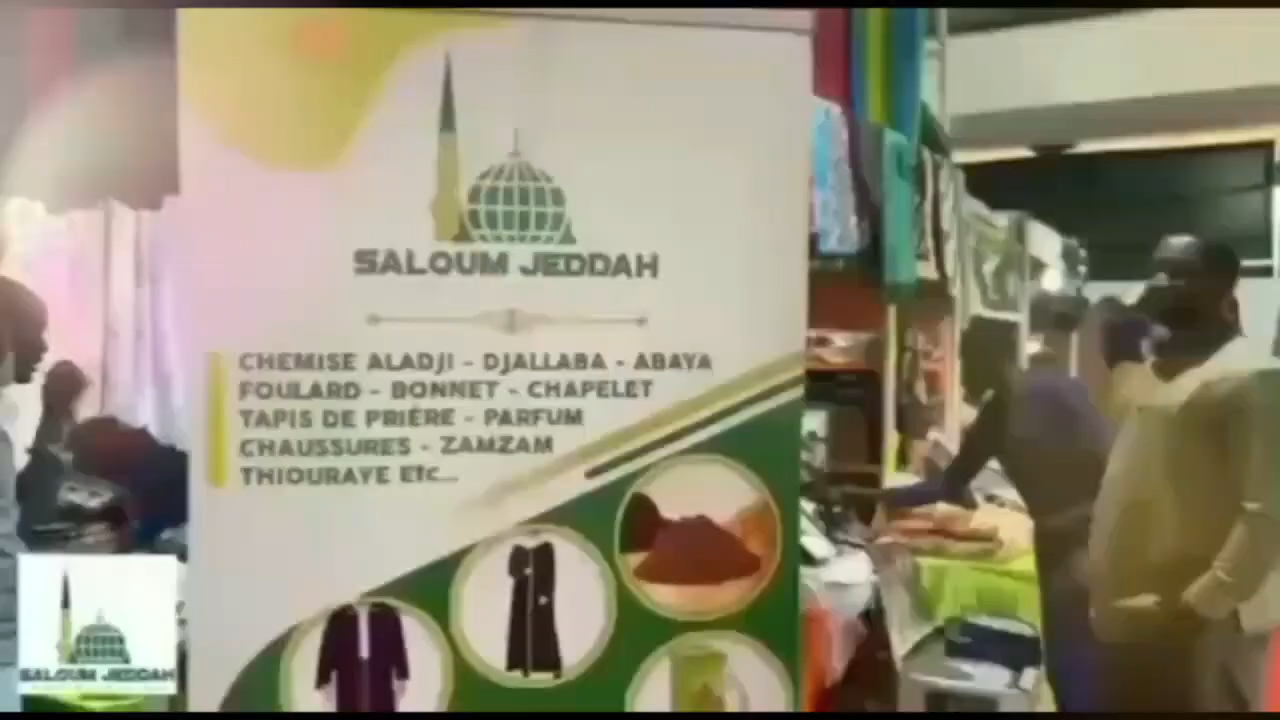 SALOUM JEDDAH
CHEMISE ALADJI - DJALLABA - ABAYA
FOULARD - BONNET - CHAPELET
TAPIS DE PRIÈRE - PARFUM
CHAUSSURES - ZAMZAM
THIOURAYE Etc...
SALOUM JEDDAH